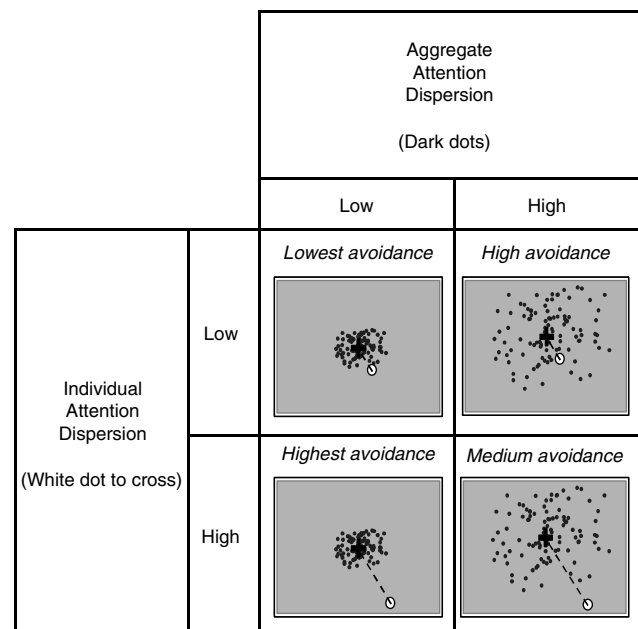 Aggregate
Attention
Dispersion
(Dark dots)
Low
High
Lowest avoidance
High avoidance
Low
Individual
Attention
Dispersion
(White dot to cross)
Highest avoidance
Medium avoidance
High